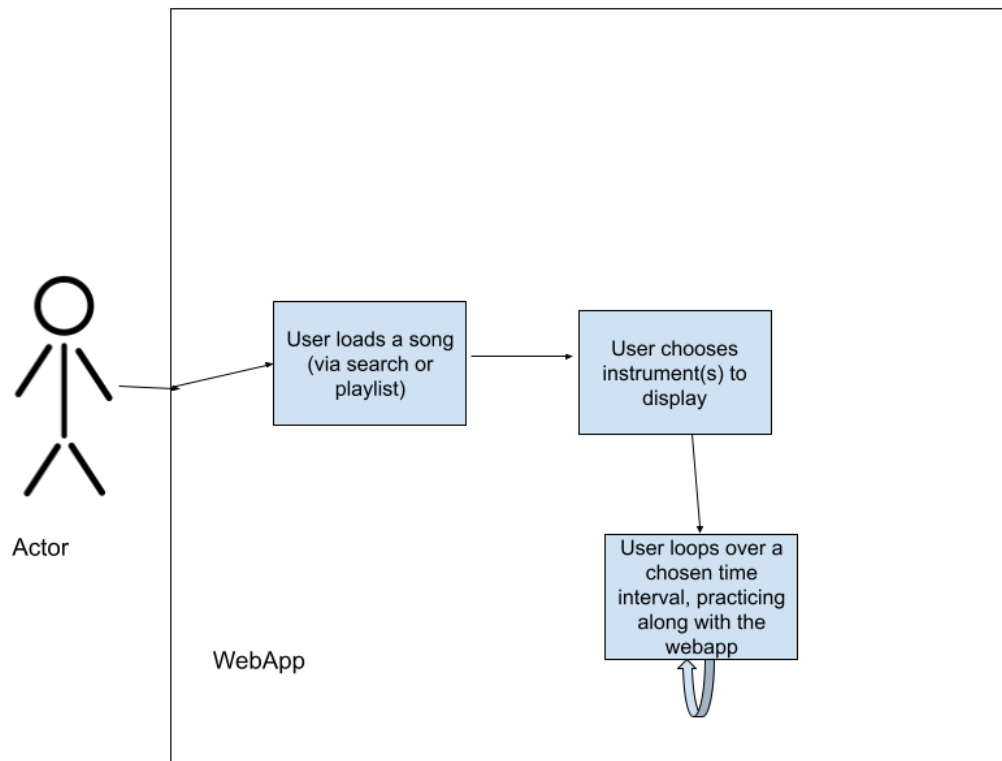 User loads a song
(via search or
playlist)
User chooses
instrument(s) to
display
Actor
User loops over a
chosen time
interval, practicing
along with the
webapp
WebApp